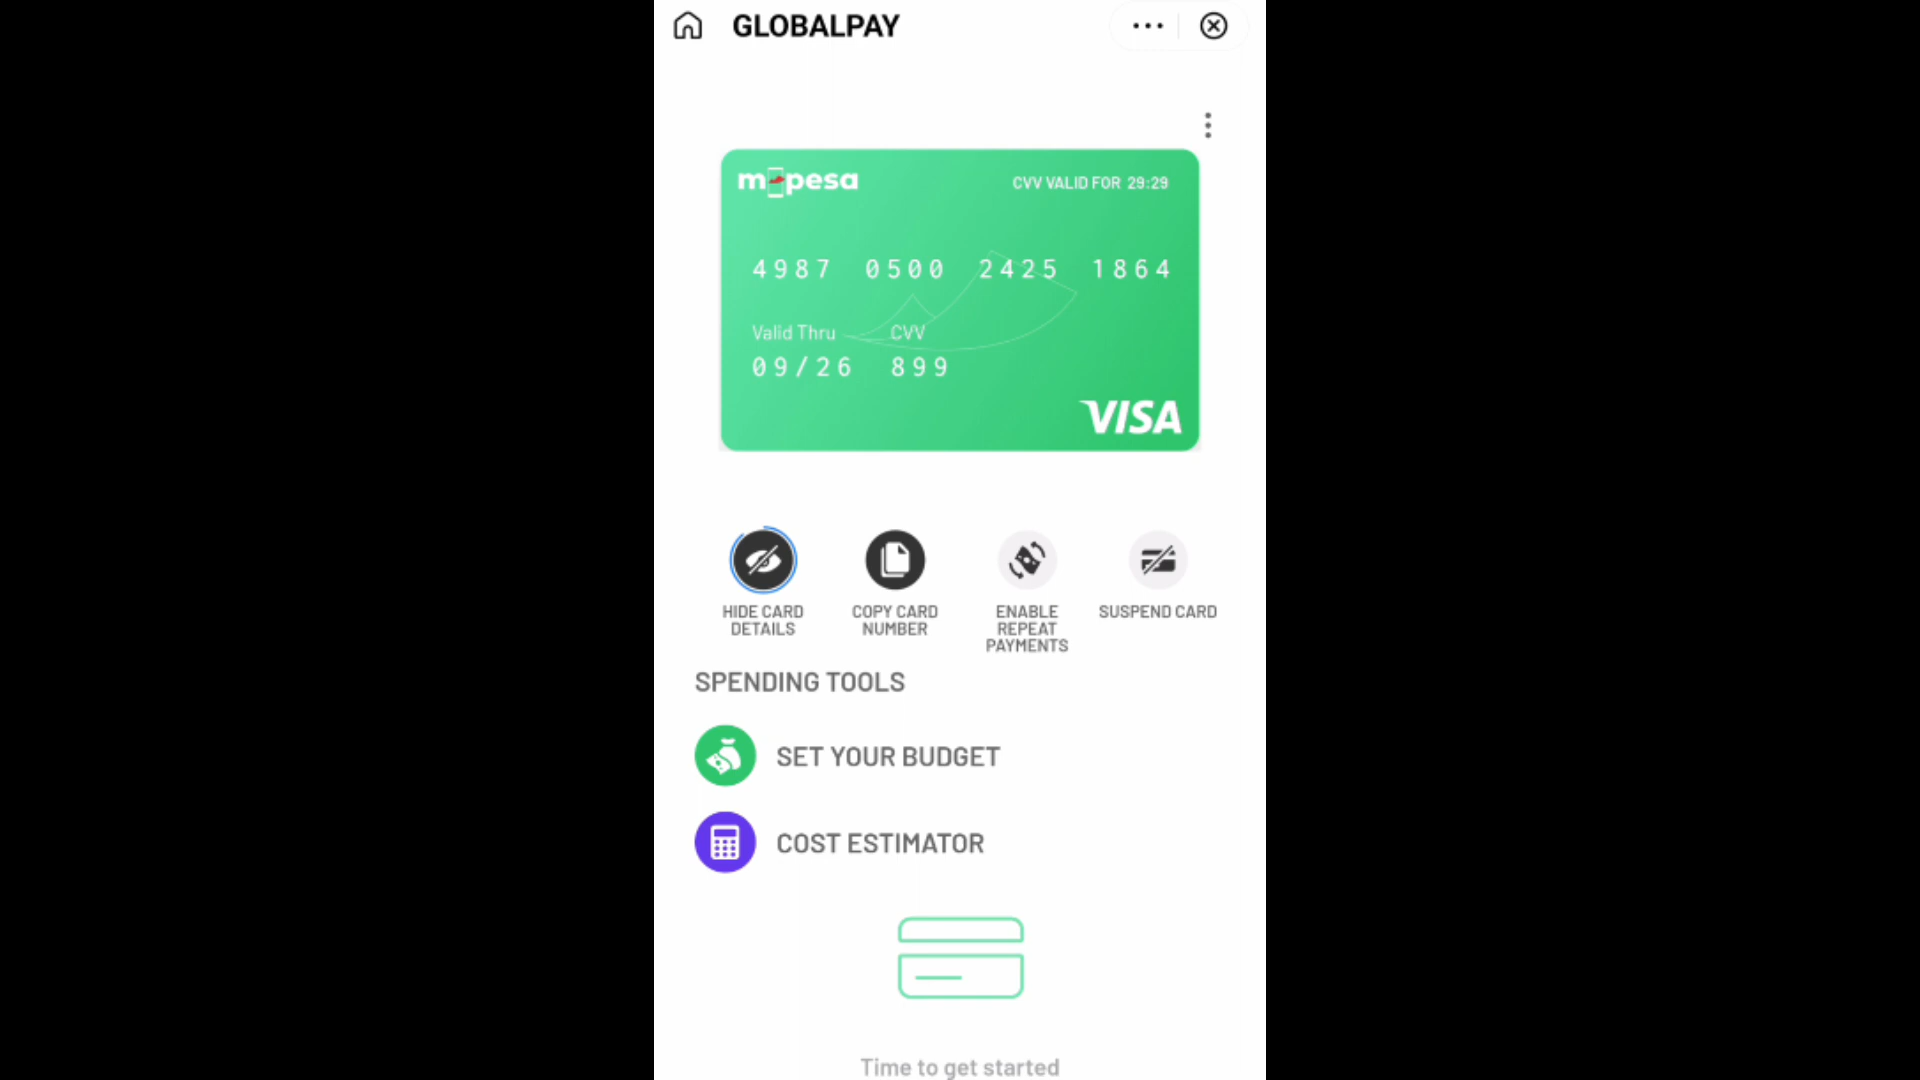 GLOBALPAY
m-pesa
CVV VALID FOR 29:29
4987 0500 2425 1864
Valid Thru CVV
09/26 899
VISA
HIDE CARD DETAILS
COPY CARD NUMBER
ENABLE REPEAT PAYMENTS
SUSPEND CARD
SPENDING TOOLS
SET YOUR BUDGET
COST ESTIMATOR
Time to get started